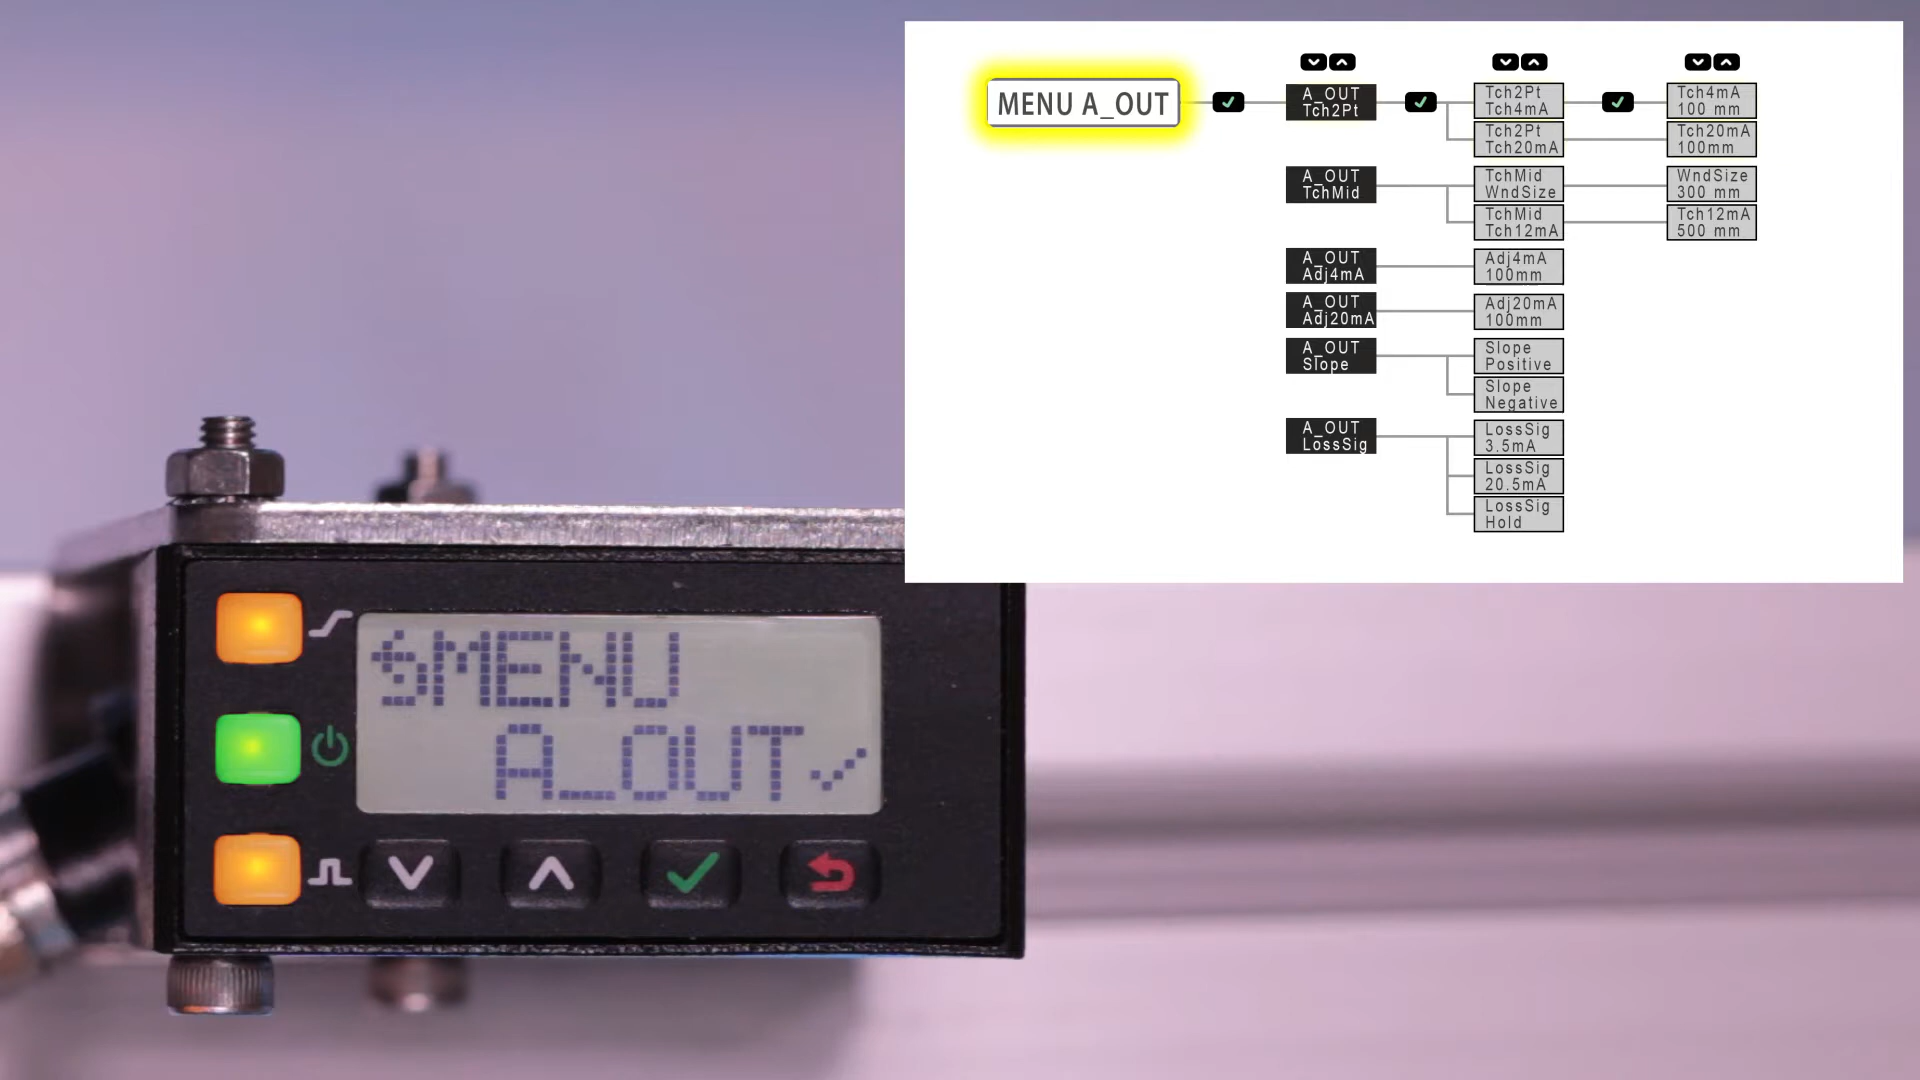 MENU A_OUT
A_OUT
Tch2Pt
Tch2Pt
Tch4mA
Tch4mA
100 mm
Tch2Pt
Tch20mA
Tch20mA
100mm
A_OUT
TchMid
TchMid
WndSize
WndSize
300 mm
TchMid
Tch12mA
Tch12mA
500 mm
A_OUT
Adj4mA
Adj4mA
100mm
A_OUT
Adj20mA
Adj20mA
100mm
A_OUT
Slope
Slope
Positive
Slope
Negative
A_OUT
LossSig
LossSig
3.5mA
LossSig
20.5mA
LossSig
Hold
MENU
A_OUT